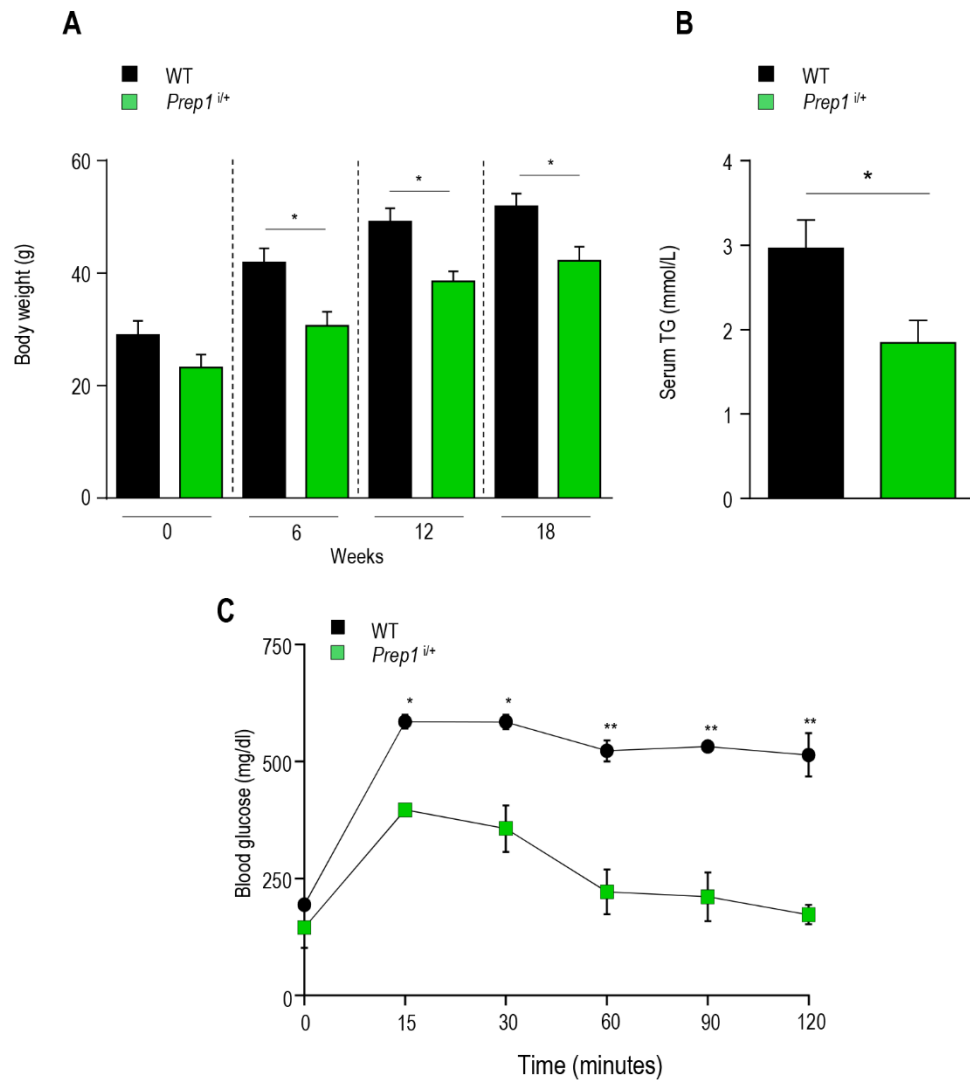 A
WT
Prep1 i/+
Body weight (g)
60
40
20
0
*
*
*
0
6
12
18
Weeks
B
WT
Prep1 i/+
Serum TG (mmol/L)
4
3
2
1
0
*
C
WT
Prep1 i/+
Blood glucose (mg/dl)
750
500
250
0
*
*
**
**
**
0
15
30
60
90
120
Time (minutes)